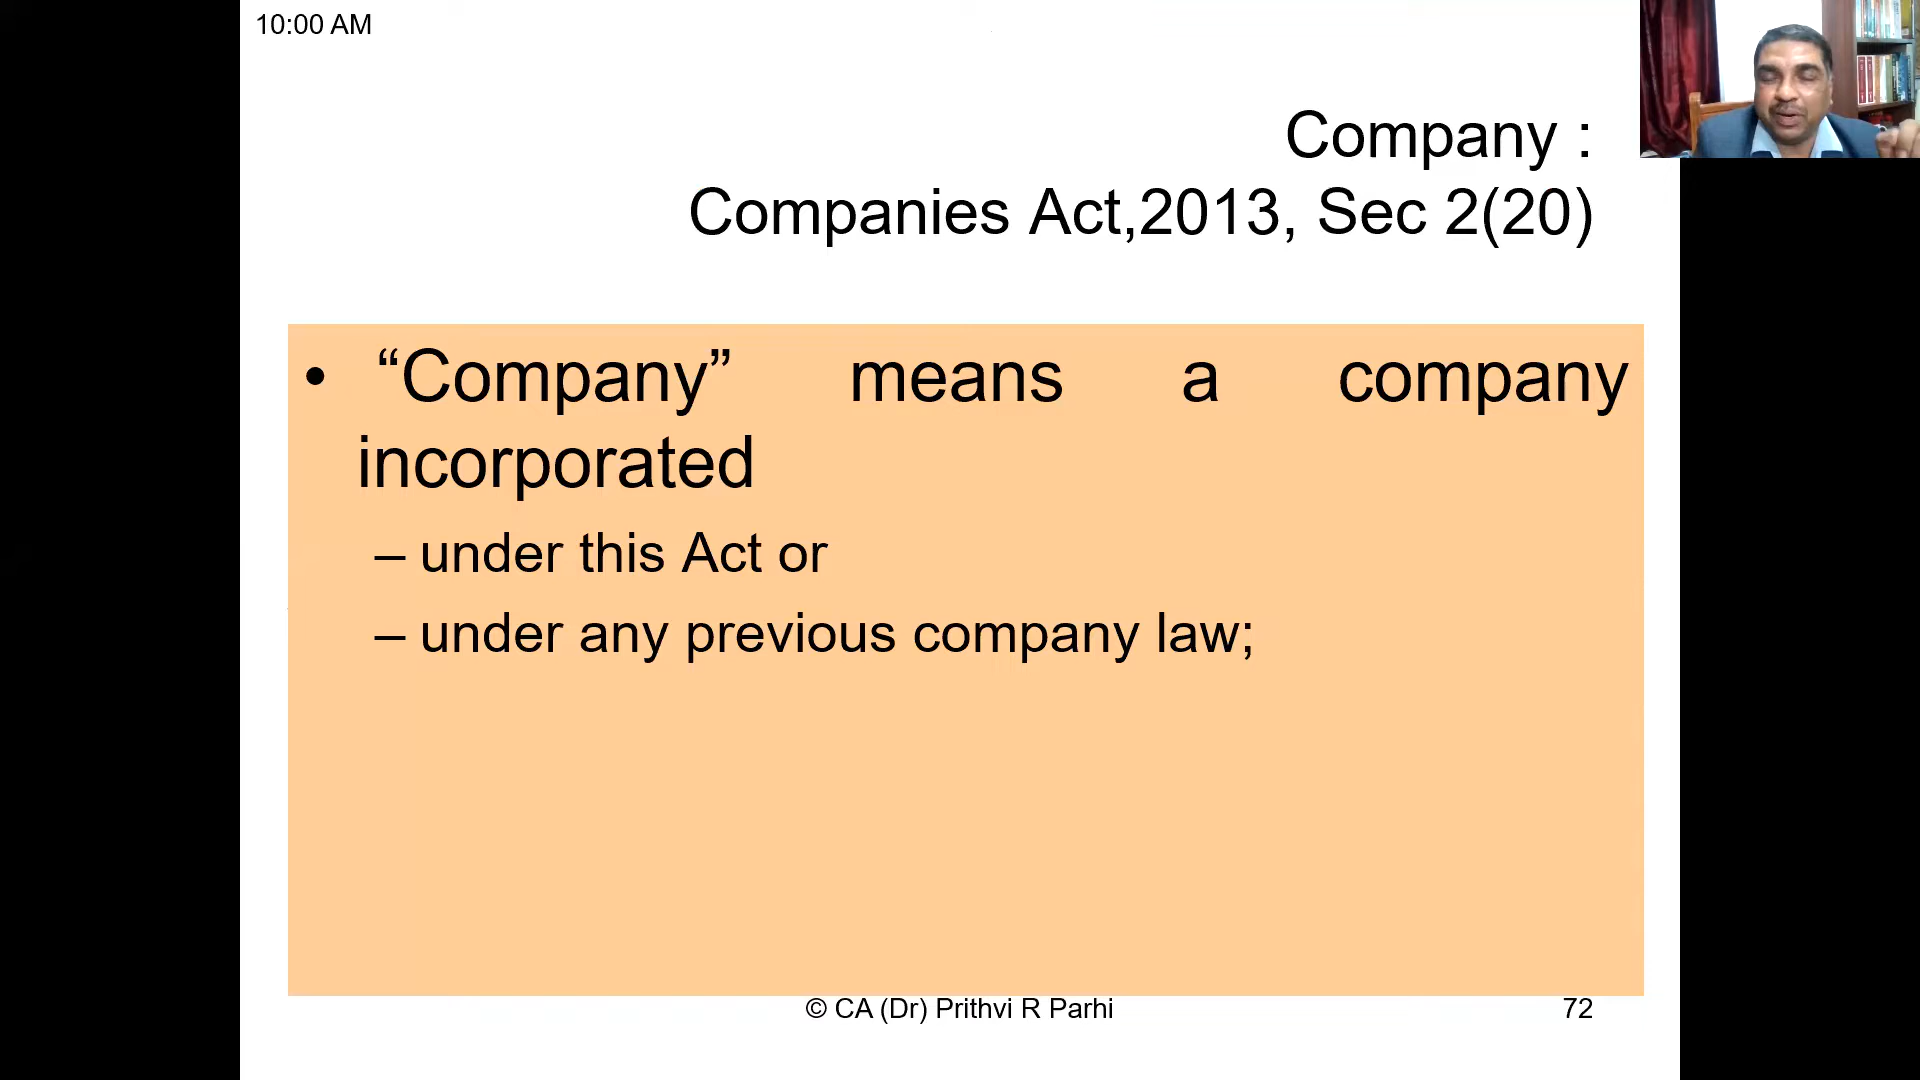 10:00 AM
Company :
Companies Act,2013, Sec 2(20)
• “Company” means a company
incorporated
– under this Act or
– under any previous company law;
© CA (Dr) Prithvi R Parhi
72